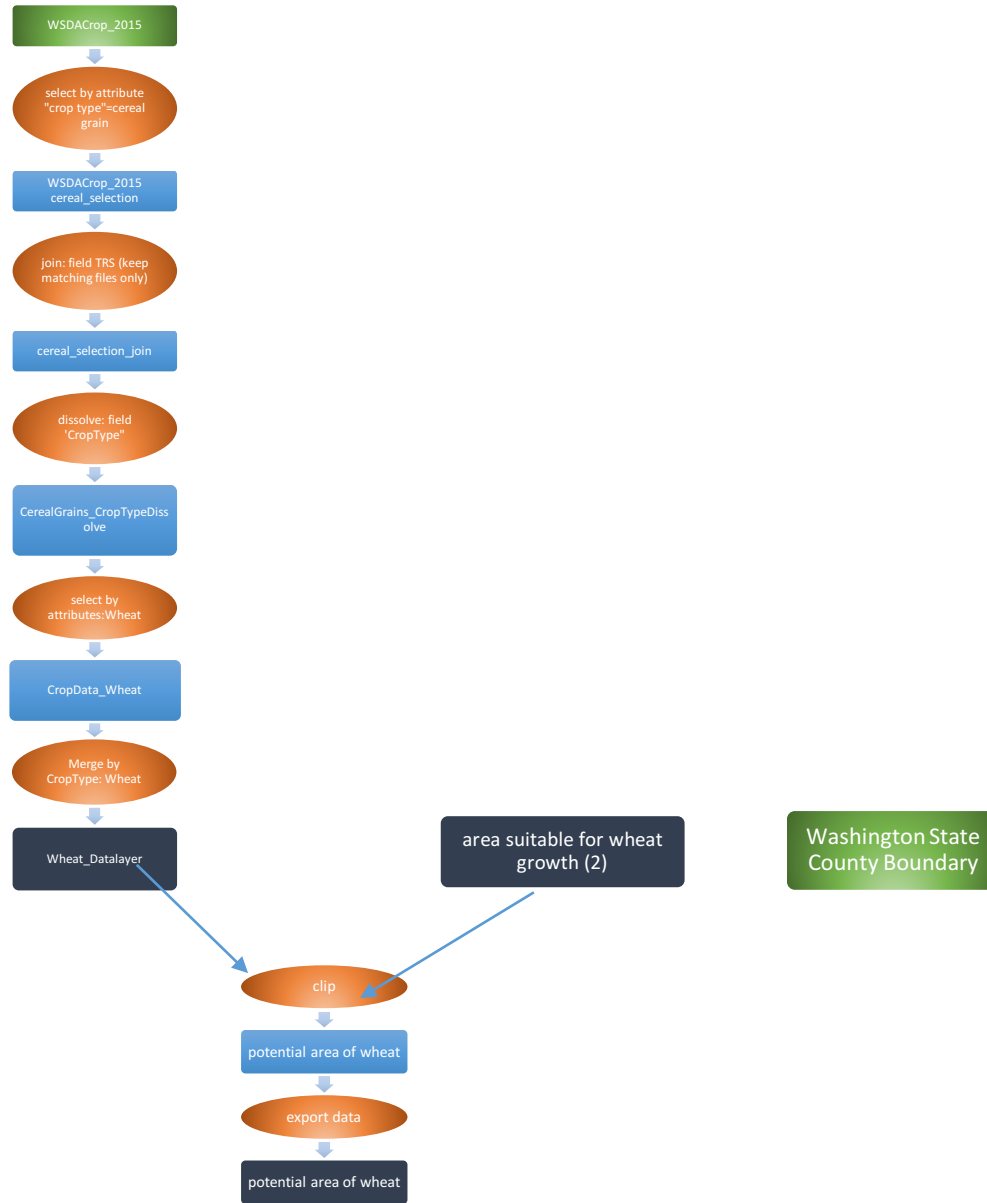 WSDACrop_2015
select by attribute
"crop type"=cereal
grain
WSDACrop_2015
cereal_selection
join: field TRS (keep
matching files only)
cereal_selection_join
dissolve: field
'CropType"
CerealGrains_CropTypeDiss
olve
select by
attributes:Wheat
CropData_Wheat
Merge by
CropType: Wheat
Wheat_Datalayer
area suitable for wheat
growth (2)
Washington State
County Boundary
clip
potential area of wheat
export data
potential area of wheat